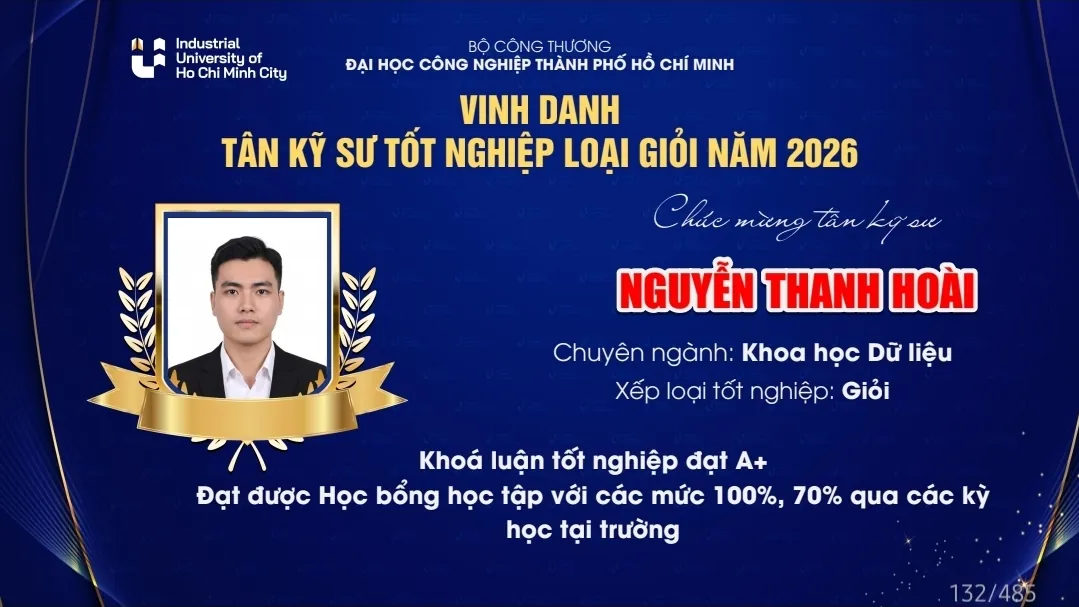 Industrial
University of
Ho Chi Minh City
BỘ CÔNG THƯƠNG
ĐẠI HỌC CÔNG NGHIỆP THÀNH PHỐ HỒ CHÍ MINH
VINH DANH
TÂN KỸ SƯ TỐT NGHIỆP LOẠI GIỎI NĂM 2026
Chúc mừng tân kỹ sư
NGUYỄN THANH HOÀI
Chuyên ngành: Khoa học Dữ liệu
Xếp loại tốt nghiệp: Giỏi
Khoá luận tốt nghiệp đạt A+
Đạt được Học bổng học tập với các mức 100%, 70% qua các kỳ
học tại trường
132/485